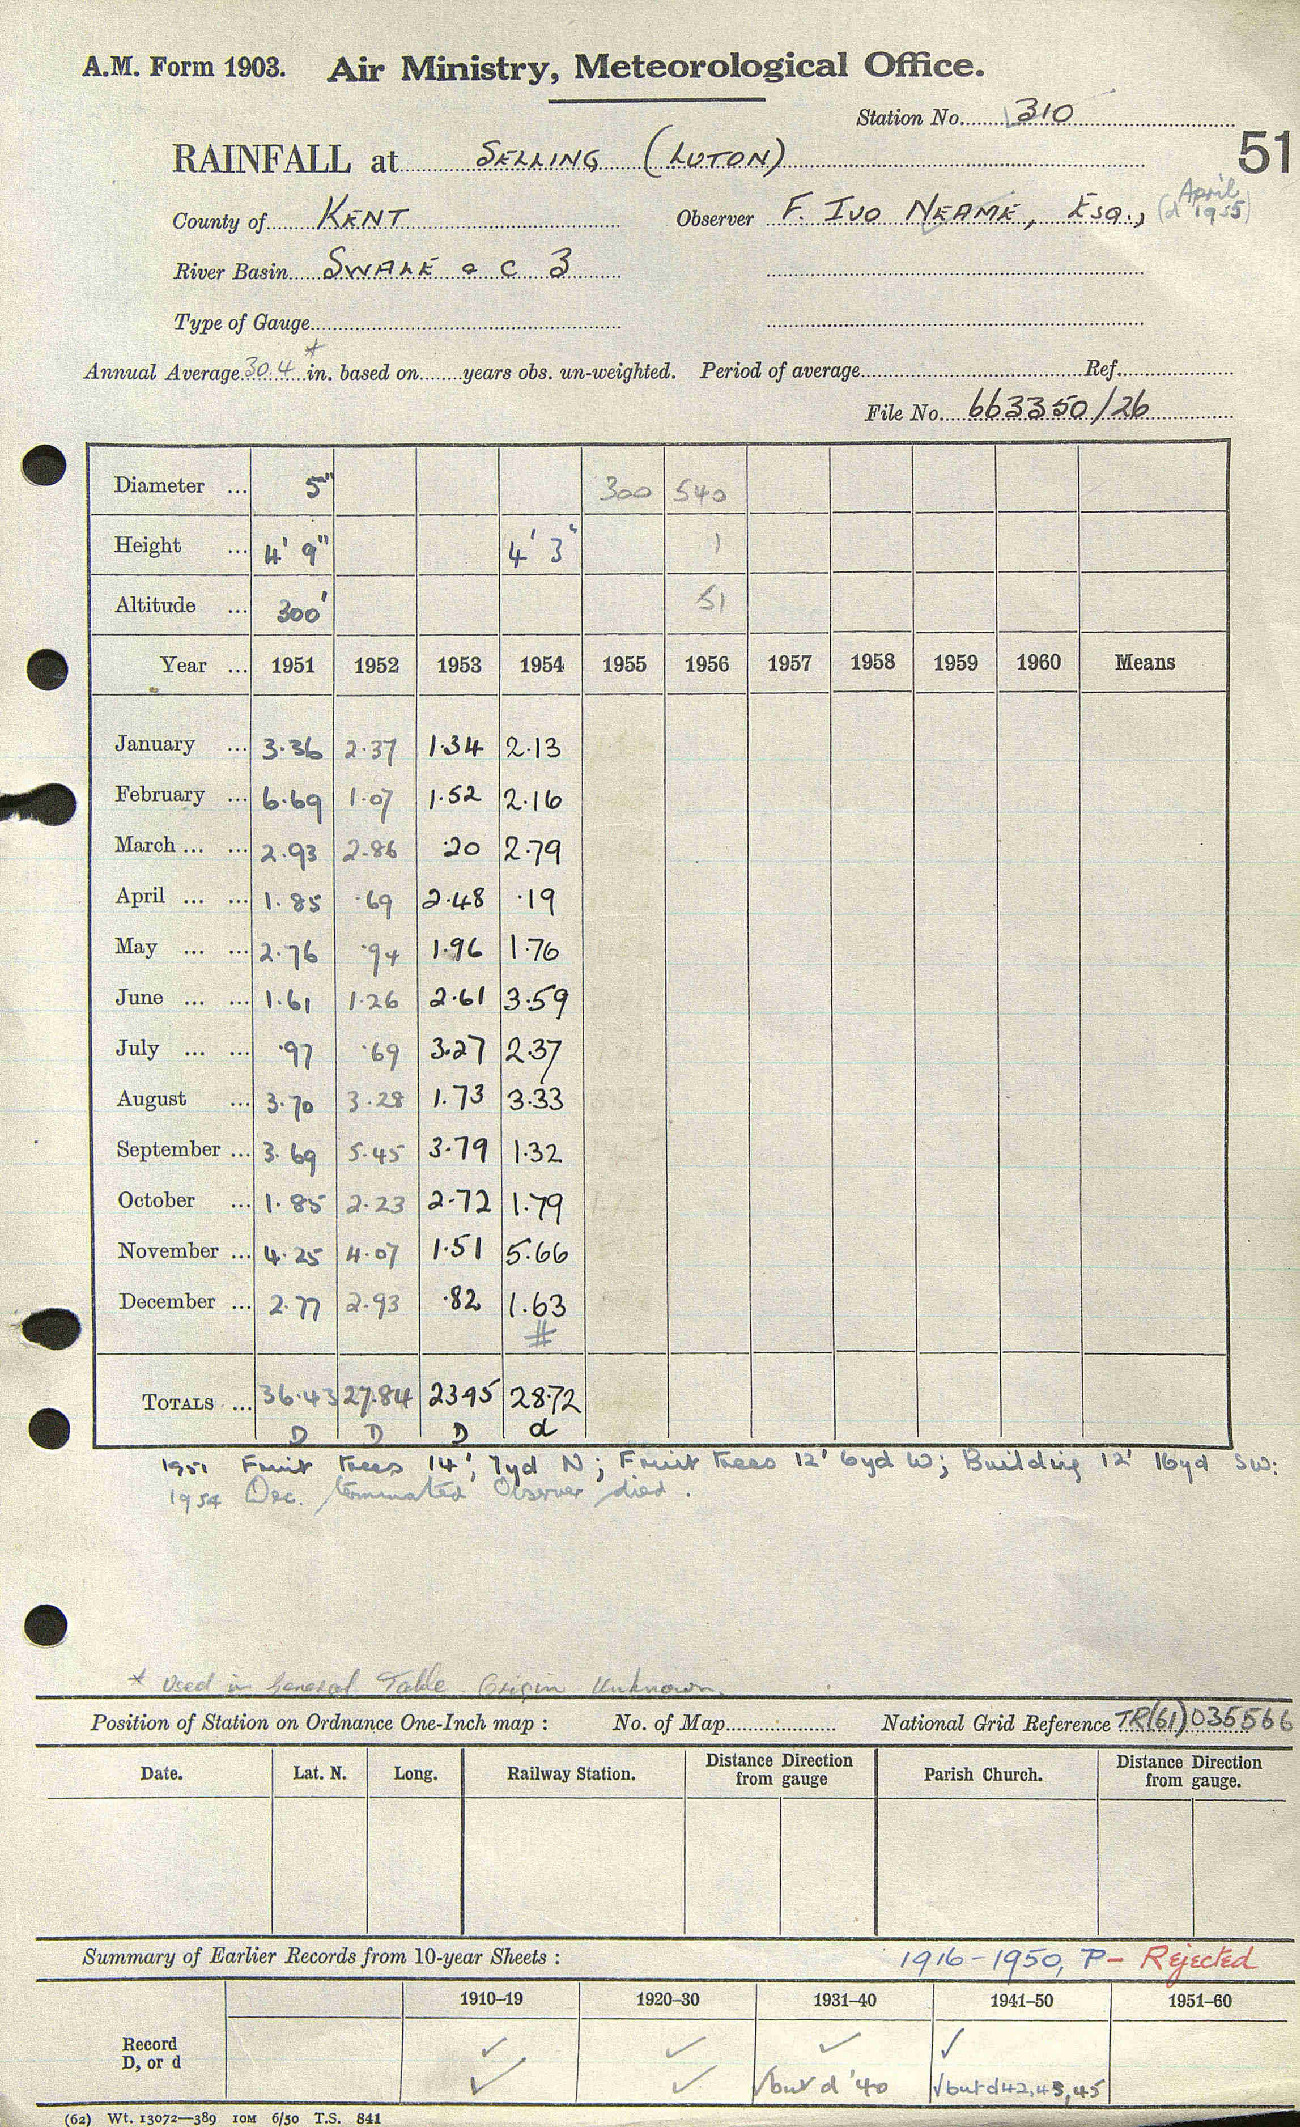 A.M. Form 1903. Air Ministry, Meteorological Office.
Station No. 310
RAINFALL at SELLING (LUTON) 51
County of KENT Observer F. IVO NEAME, Esq., (d April 1955)
River Basin SWALE & C 3
Type of Gauge
Annual Average 30.4 * in. based on years obs. un-weighted. Period of average Ref.
File No. 663350/26
Diameter ... 5" 300 540
Height ... 4' 9" 4' 3" 1
Altitude ... 300' 51
Year ... 1951 1952 1953 1954 1955 1956 1957 1958 1959 1960 Means
January ... 3.36 2.37 1.34 2.13
February ... 6.69 1.07 1.52 2.16
March ... ... 2.93 2.86 .20 2.79
April ... ... 1.85 .69 2.48 .19
May ... ... 2.76 .94 1.96 1.76
June ... ... 1.61 1.26 2.61 3.59
July ... ... .97 .69 3.27 2.37
August ... 3.70 3.28 1.73 3.33
September ... 3.69 5.45 3.79 1.32
October ... 1.85 2.23 2.72 1.79
November ... 4.25 4.07 1.51 5.66
December ... 2.77 2.93 .82 1.63
#
TOTALS ... 36.43 27.84 23.95 28.72
D D D d
1951 Fruit trees 14', 7yd N; Fruit trees 12' 6yd W; Building 12' 16yd SW:
1954 Dec. terminated Observer died.
* Used in General Table. Origin Unknown.
Position of Station on Ordnance One-Inch map : No. of Map National Grid Reference TR(61)035566
Date. Lat. N. Long. Railway Station. Distance Direction from gauge Parish Church. Distance Direction from gauge.
Summary of Earlier Records from 10-year Sheets : 1916-1950, P- Rejected
1910–19 1920–30 1931–40 1941–50 1951–60
Record ✓ ✓ ✓ ✓
D, or d ✓ ✓ ✓but d '40 ✓but d 42,43,45
(62) Wt. 13072—389 10M 6/50 T.S. 841